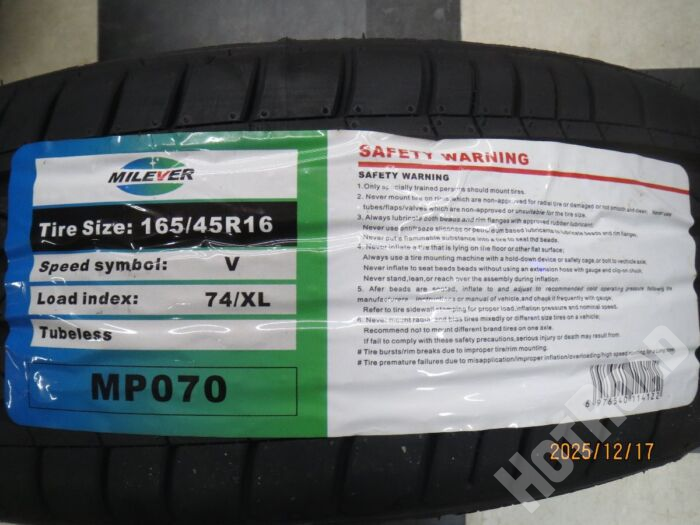 MILEVER
Tire Size: 165/45R16
Speed symbol: V
Load index: 74/XL
Tubeless
MP070
SAFETY WARNING
SAFETY WARNING
1. Only specially trained persons should mount tires.
2. Never mount tire on rims which are non-approved for radial tire or damaged or not smooth and clean. Never use
tubes/flaps/valves which are non-approved or unsuitable for the tire size.
3. Always lubricate both beads and rim flanges with approved rubber lubricant.
Never use antifreeze silicones or petroleum based lubricants to lubricate beads and rim flanges.
Never put a flammable substance into a tire to seat the beads.
4. Never inflate a tire that is lying on the floor or other flat surface;
Always use a tire mounting machine with a hold-down device or safety cage, or bolt to vechicle axle.
Never inflate to seat beads beads without using an extension hose with gauge and clip-on chuck.
Never stand, lean, or reach over the assembly during inflation.
5. Afer beads are seated, inflate to and adjust to recommended cold operating pressure following the
manufacturers instructions or manual of vehicle, and check it frequently with gauge;
Refer to tire sidewall stamping for proper load, inflation pressure and nominal speed.
6. Never mount radial and bias tires mixedly or different size tires on a vehicle;
Recommend not to mount different brand tires on one axle.
If fail to comply with these safety precautions, serious injury or death may result from:
# Tire bursts/rim breaks due to improper tire/rim mounting.
# Tire premature failures due to misapplication/improper inflation/overloading/high speed running
6 976540 114122
2025/12/17
HotRoad